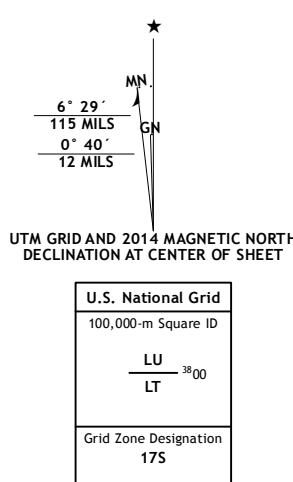 ★
MN
6° 29´
115 MILS
GN
0° 40´
12 MILS
UTM GRID AND 2014 MAGNETIC NORTH
DECLINATION AT CENTER OF SHEET
U.S. National Grid
100,000-m Square ID
LU
³⁸00
LT
Grid Zone Designation
17S